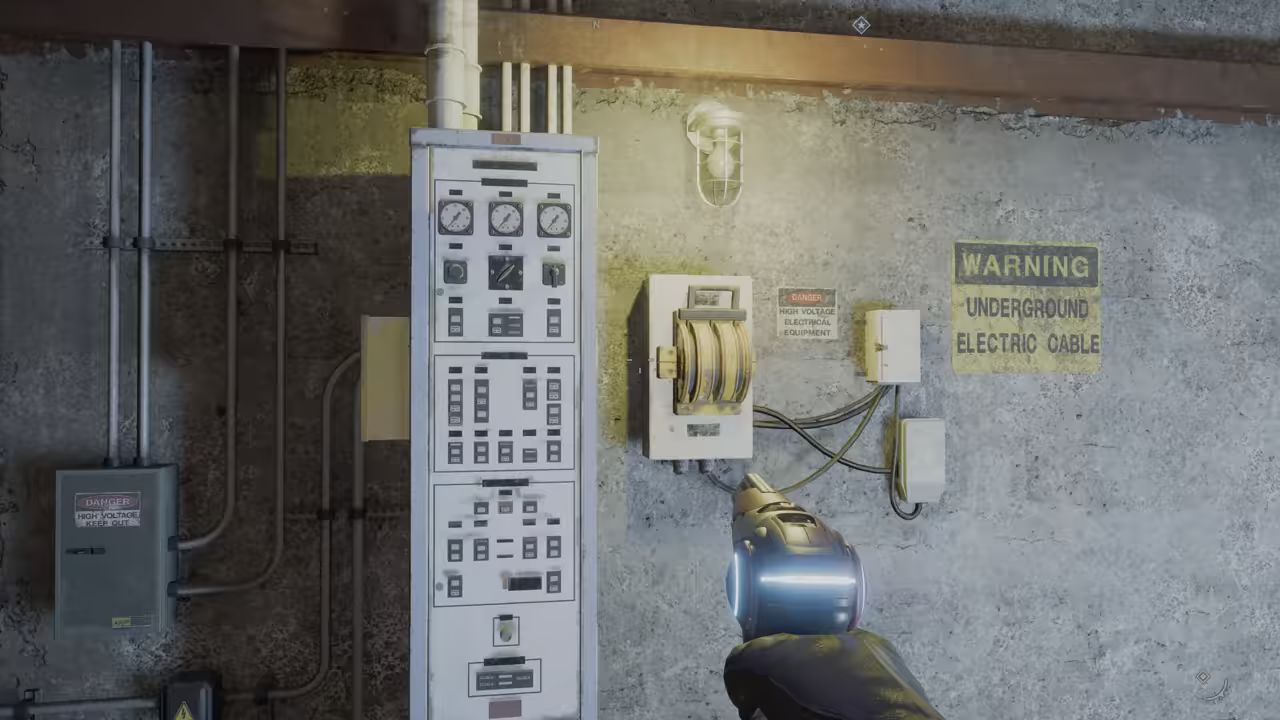 N
DANGER
HIGH VOLTAGE
KEEP OUT
DANGER
HIGH VOLTAGE
ELECTRICAL
EQUIPMENT
WARNING
UNDERGROUND
ELECTRIC CABLE